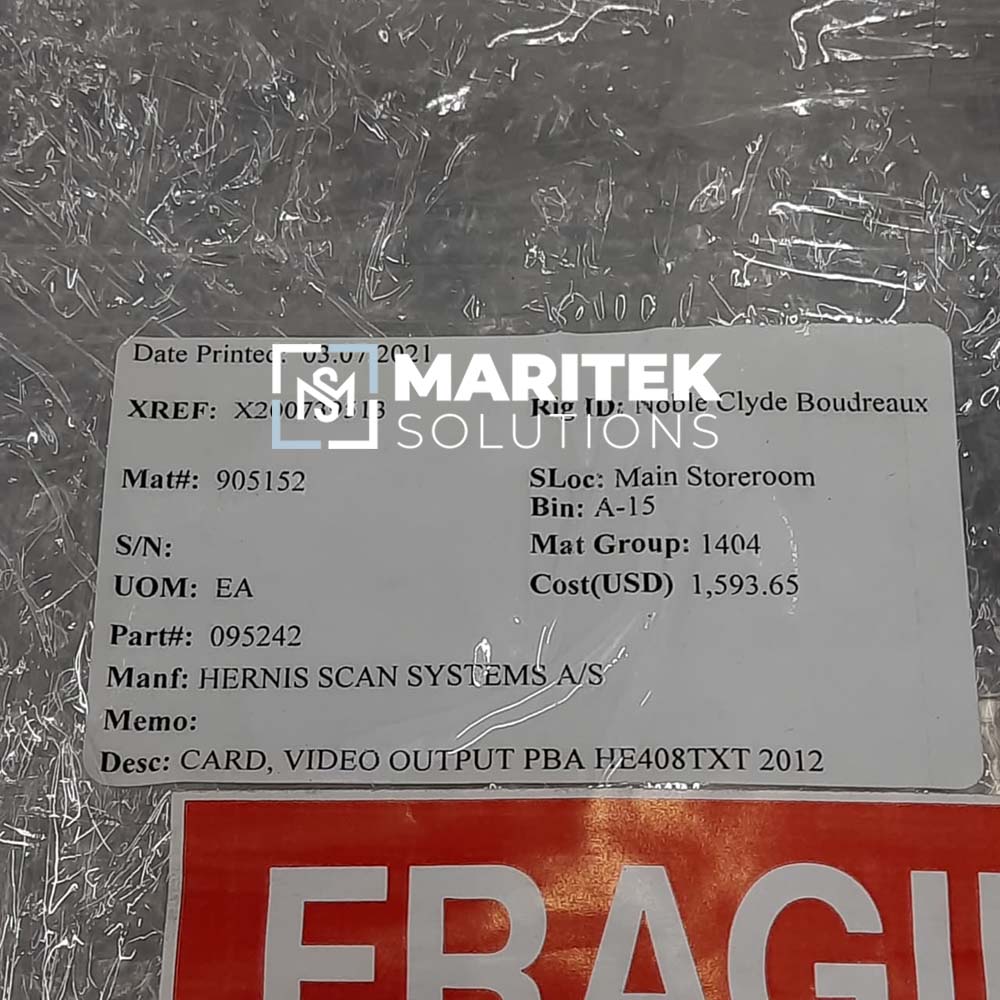 Date Printed: 03.07.2021
MARITEK
SOLUTIONS
XREF:
Rig ID: Noble Clyde Boudreaux
Mat#: 905152
SLoc: Main Storeroom
Bin: A-15
S/N:
Mat Group: 1404
UOM: EA
Cost(USD) 1,593.65
Part#: 095242
Manf: HERNIS SCAN SYSTEMS A/S
Memo:
Desc: CARD, VIDEO OUTPUT PBA HE408TXT 2012